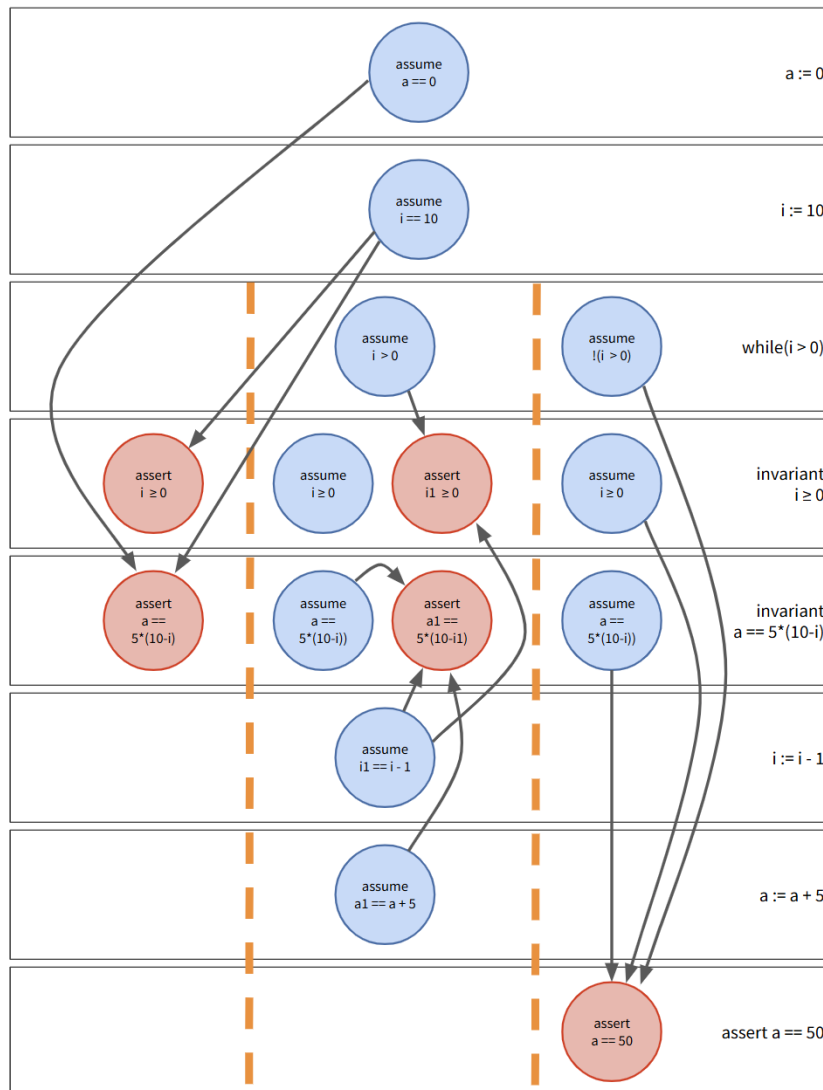 assume
a == 0
a := 0
assume
i == 10
i := 10
assume
i > 0
assume
!(i > 0)
while(i > 0)
assert
i ≥ 0
assume
i ≥ 0
assert
i1 ≥ 0
assume
i ≥ 0
invariant
i ≥ 0
assert
a ==
5*(10-i)
assume
a ==
5*(10-i))
assert
a1 ==
5*(10-i1)
assume
a ==
5*(10-i))
invariant
a == 5*(10-i)
assume
i1 == i - 1
i := i - 1
assume
a1 == a + 5
a := a + 5
assert
a == 50
assert a == 50